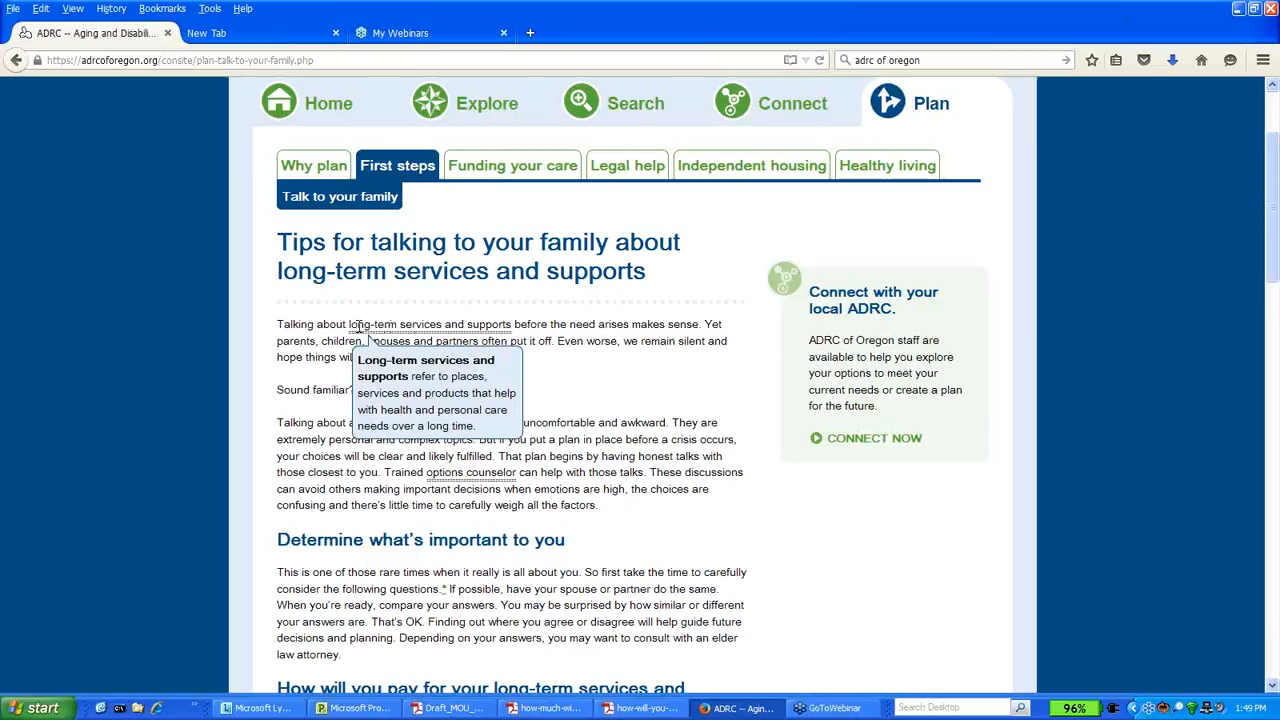 File Edit View History Bookmarks Tools Help
ADRC -- Aging and Disabili...
New Tab
My Webinars
https://adrcoforegon.org/consite/plan-talk-to-your-family.php
adrc of oregon
Home Explore Search Connect Plan
Why plan First steps Funding your care Legal help Independent housing Healthy living
Talk to your family
Tips for talking to your family about
long-term services and supports
Talking about long-term services and supports before the need arises makes sense. Yet
parents, children, spouses and partners often put it off. Even worse, we remain silent and
hope things wi
Sound familiar?
Long-term services and
supports refer to places,
services and products that help
with health and personal care
needs over a long time.
Talking about uncomfortable and awkward. They are
extremely personal and complex topics. But if you put a plan in place before a crisis occurs,
your choices will be clear and likely fulfilled. That plan begins by having honest talks with
those closest to you. Trained options counselor can help with those talks. These discussions
can avoid others making important decisions when emotions are high, the choices are
confusing and there's little time to carefully weigh all the factors.
Determine what's important to you
This is one of those rare times when it really is all about you. So first take the time to carefully
consider the following questions.* If possible, have your spouse or partner do the same.
When you're ready, compare your answers. You may be surprised by how similar or different
your answers are. That's OK. Finding out where you agree or disagree will help guide future
decisions and planning. Depending on your answers, you may want to consult with an elder
law attorney.
How will you pay for your long-term services and
Connect with your
local ADRC.
ADRC of Oregon staff are
available to help you explore
your options to meet your
current needs or create a plan
for the future.
CONNECT NOW
start Microsoft Ly... Microsoft Pro... Draft_MOU_... how-much-wi... how-will-you-... ADRC -- Agin... GoToWebinar Search Desktop 96% 1:49 PM